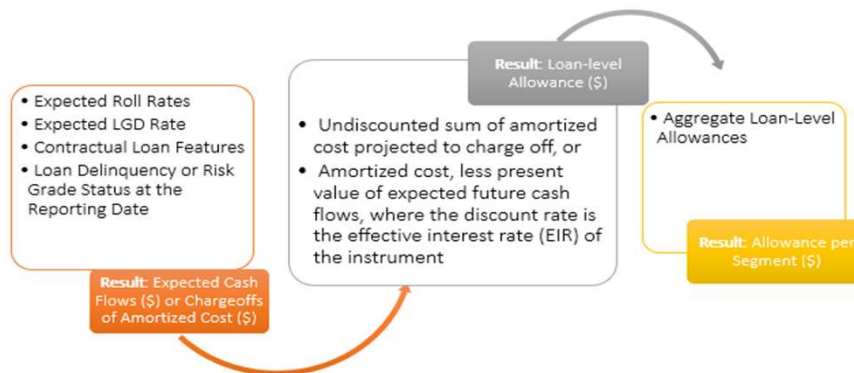 • Expected Roll Rates
• Expected LGD Rate
• Contractual Loan Features
• Loan Delinquency or Risk
Grade Status at the
Reporting Date
Result: Expected Cash
Flows ($) or Chargeoffs
of Amortized Cost ($)
Result: Loan-level
Allowance ($)
• Undiscounted sum of amortized
cost projected to charge off, or
• Amortized cost, less present
value of expected future cash
flows, where the discount rate is
the effective interest rate (EIR) of
the instrument
• Aggregate Loan-Level
Allowances
Result: Allowance per
Segment ($)